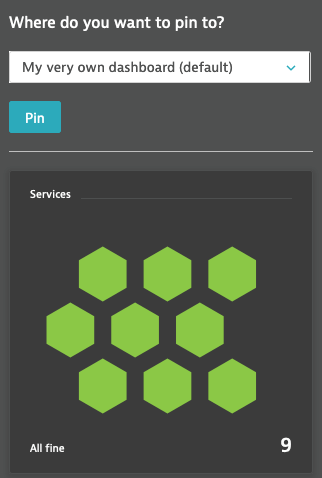 Where do you want to pin to?
My very own dashboard (default)
Pin
Services
All fine
9